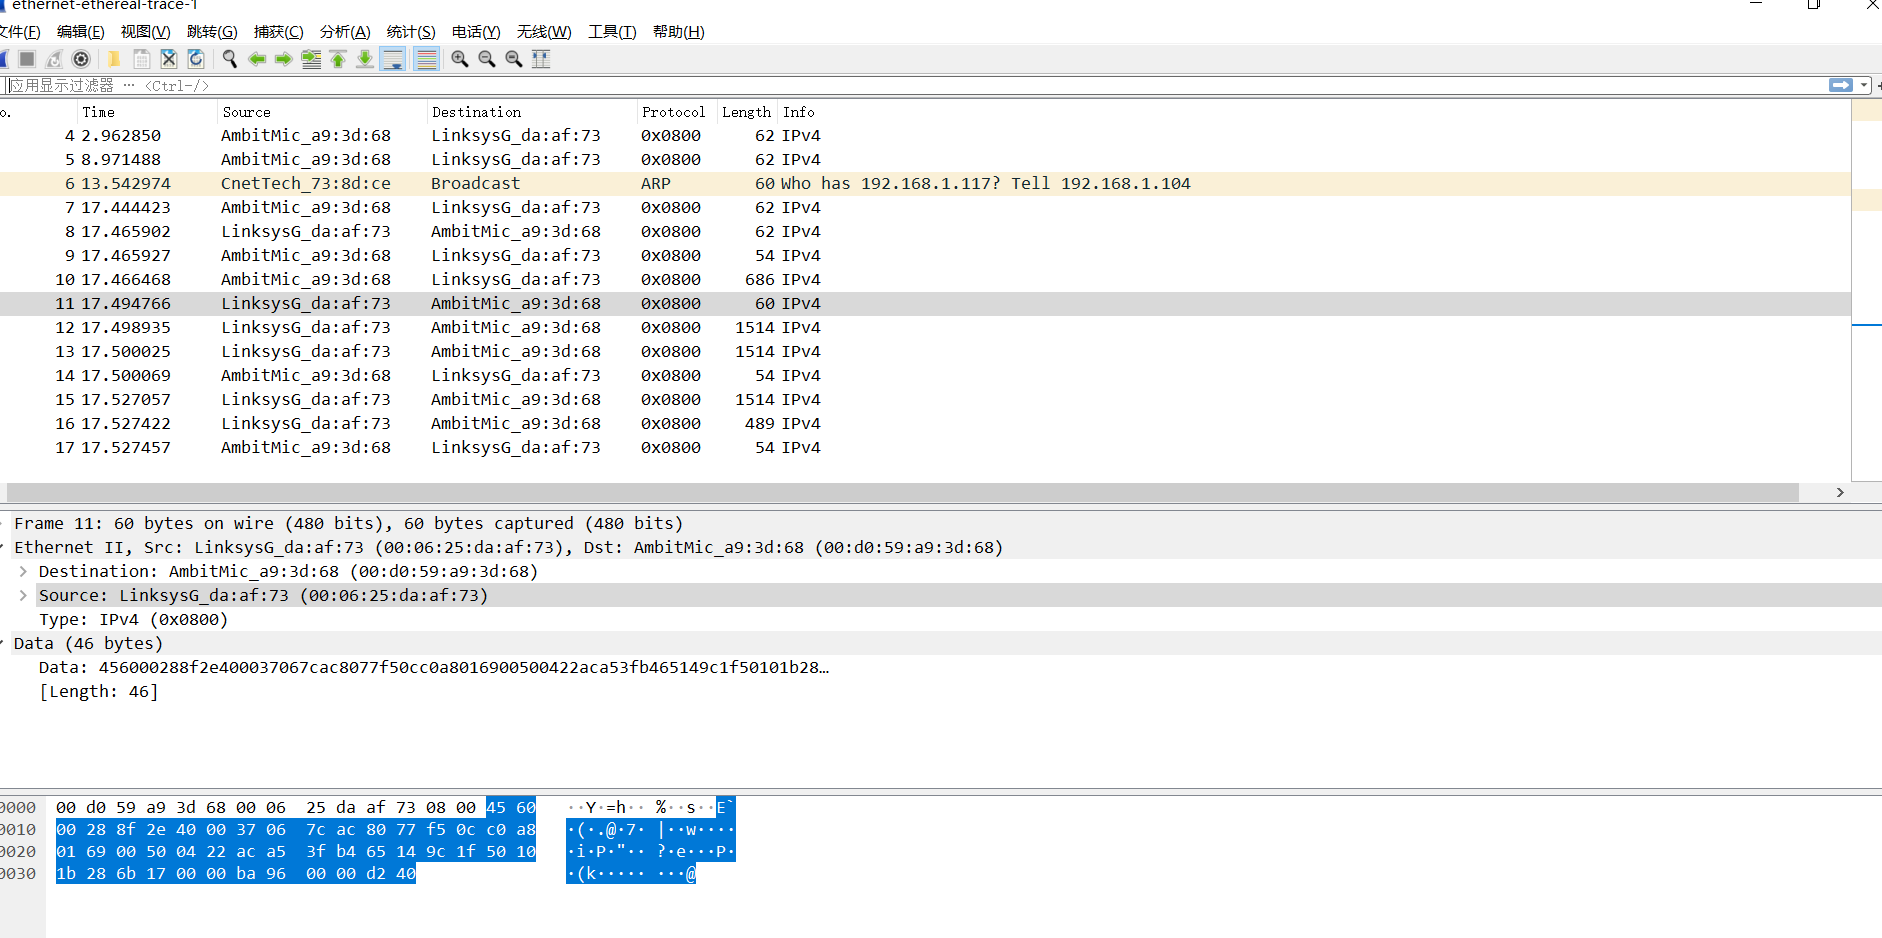 ethernet-ethereal-trace-1
文件(F) 编辑(E) 视图(V) 跳转(G) 捕获(C) 分析(A) 统计(S) 电话(Y) 无线(W) 工具(T) 帮助(H)
应用显示过滤器 … <Ctrl-/>
o. Time Source Destination Protocol Length Info
4 2.962850 AmbitMic_a9:3d:68 LinksysG_da:af:73 0x0800 62 IPv4
5 8.971488 AmbitMic_a9:3d:68 LinksysG_da:af:73 0x0800 62 IPv4
6 13.542974 CnetTech_73:8d:ce Broadcast ARP 60 Who has 192.168.1.117? Tell 192.168.1.104
7 17.444423 AmbitMic_a9:3d:68 LinksysG_da:af:73 0x0800 62 IPv4
8 17.465902 LinksysG_da:af:73 AmbitMic_a9:3d:68 0x0800 62 IPv4
9 17.465927 AmbitMic_a9:3d:68 LinksysG_da:af:73 0x0800 54 IPv4
10 17.466468 AmbitMic_a9:3d:68 LinksysG_da:af:73 0x0800 686 IPv4
11 17.494766 LinksysG_da:af:73 AmbitMic_a9:3d:68 0x0800 60 IPv4
12 17.498935 LinksysG_da:af:73 AmbitMic_a9:3d:68 0x0800 1514 IPv4
13 17.500025 LinksysG_da:af:73 AmbitMic_a9:3d:68 0x0800 1514 IPv4
14 17.500069 AmbitMic_a9:3d:68 LinksysG_da:af:73 0x0800 54 IPv4
15 17.527057 LinksysG_da:af:73 AmbitMic_a9:3d:68 0x0800 1514 IPv4
16 17.527422 LinksysG_da:af:73 AmbitMic_a9:3d:68 0x0800 489 IPv4
17 17.527457 AmbitMic_a9:3d:68 LinksysG_da:af:73 0x0800 54 IPv4
Frame 11: 60 bytes on wire (480 bits), 60 bytes captured (480 bits)
Ethernet II, Src: LinksysG_da:af:73 (00:06:25:da:af:73), Dst: AmbitMic_a9:3d:68 (00:d0:59:a9:3d:68)
Destination: AmbitMic_a9:3d:68 (00:d0:59:a9:3d:68)
Source: LinksysG_da:af:73 (00:06:25:da:af:73)
Type: IPv4 (0x0800)
Data (46 bytes)
Data: 456000288f2e400037067cac8077f50cc0a8016900500422aca53fb465149c1f50101b28…
[Length: 46]
0000 00 d0 59 a9 3d 68 00 06 25 da af 73 08 00 45 60 ··Y·=h·· %··s··E`
0010 00 28 8f 2e 40 00 37 06 7c ac 80 77 f5 0c c0 a8 ·(·.@·7· |··w····
0020 01 69 00 50 04 22 ac a5 3f b4 65 14 9c 1f 50 10 ·i·P·"·· ?·e···P·
0030 1b 28 6b 17 00 00 ba 96 00 00 d2 40 ·(k····· ···@